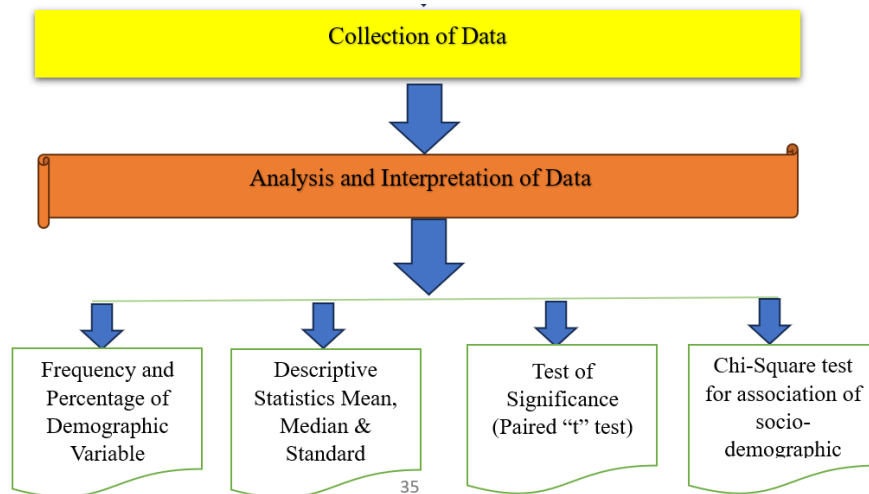 Collection of Data
Analysis and Interpretation of Data
Frequency and
Percentage of
Demographic
Variable
Descriptive
Statistics Mean,
Median &
Standard
Test of
Significance
(Paired “t” test)
Chi-Square test
for association of
socio-
demographic
35